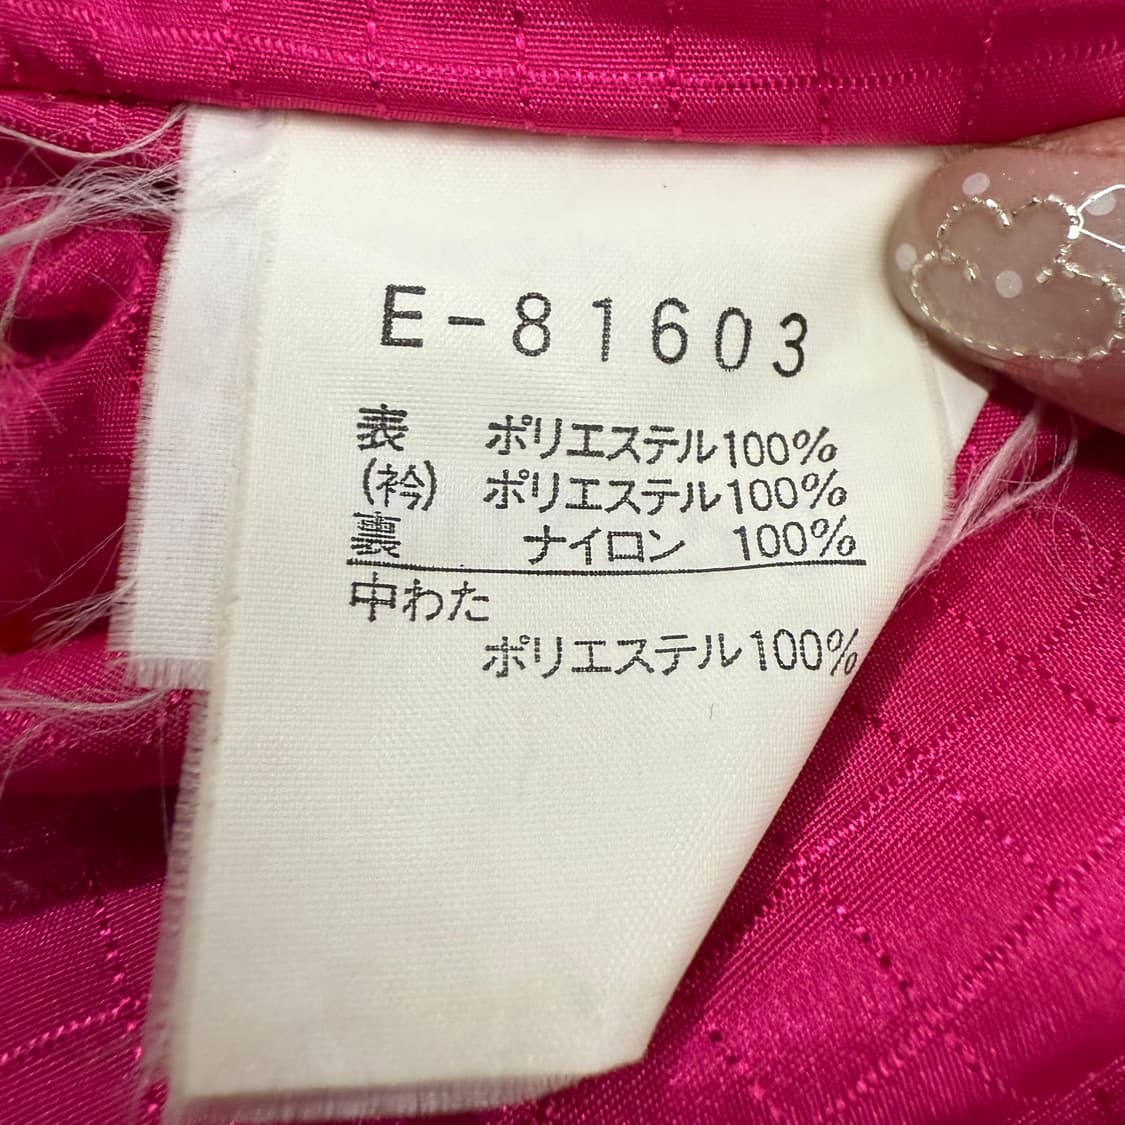 E-81603
表 ポリエステル100%
(衿) ポリエステル100%
裏 ナイロン 100%
中わた
ポリエステル100%